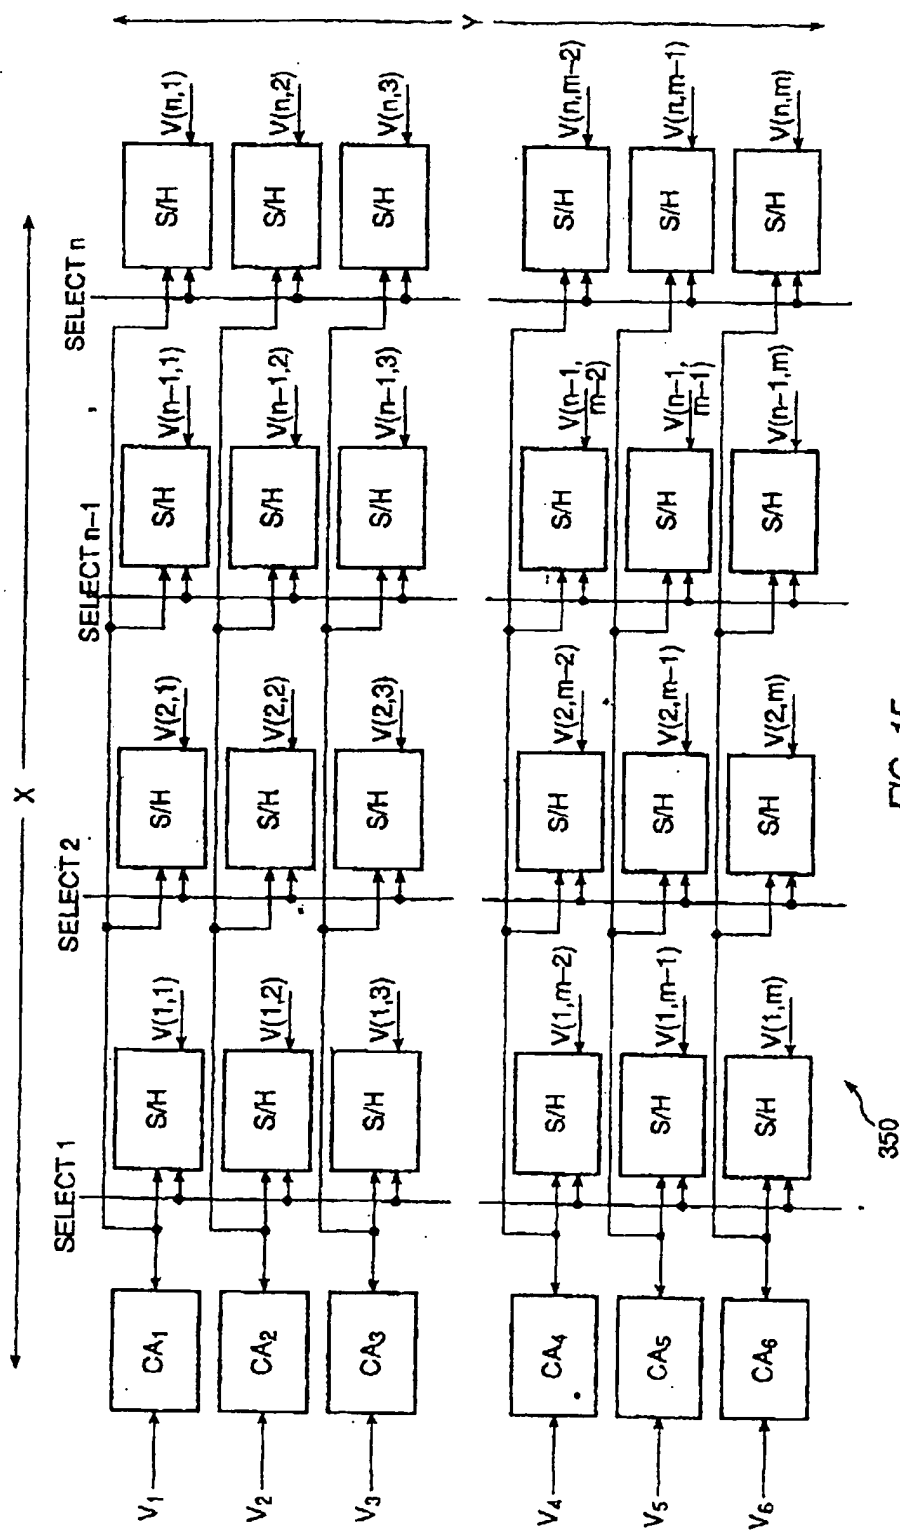 X
Y
SELECT 1
SELECT 2
SELECT n-1
SELECT n
V1
CA1
S/H
V(1,1)
S/H
V(2,1)
S/H
V(n-1,1)
S/H
V(n,1)
V2
CA2
S/H
V(1,2)
S/H
V(2,2)
S/H
V(n-1,2)
S/H
V(n,2)
V3
CA3
S/H
V(1,3)
S/H
V(2,3)
S/H
V(n-1,3)
S/H
V(n,3)
V4
CA4
S/H
V(1,m-2)
S/H
V(2,m-2)
S/H
V(n-1,
m-2)
S/H
V(n,m-2)
V5
CA5
S/H
V(1,m-1)
S/H
V(2,m-1)
S/H
V(n-1,
m-1)
S/H
V(n,m-1)
V6
CA6
S/H
V(1,m)
S/H
V(2,m)
S/H
V(n-1,m)
S/H
V(n,m)
350